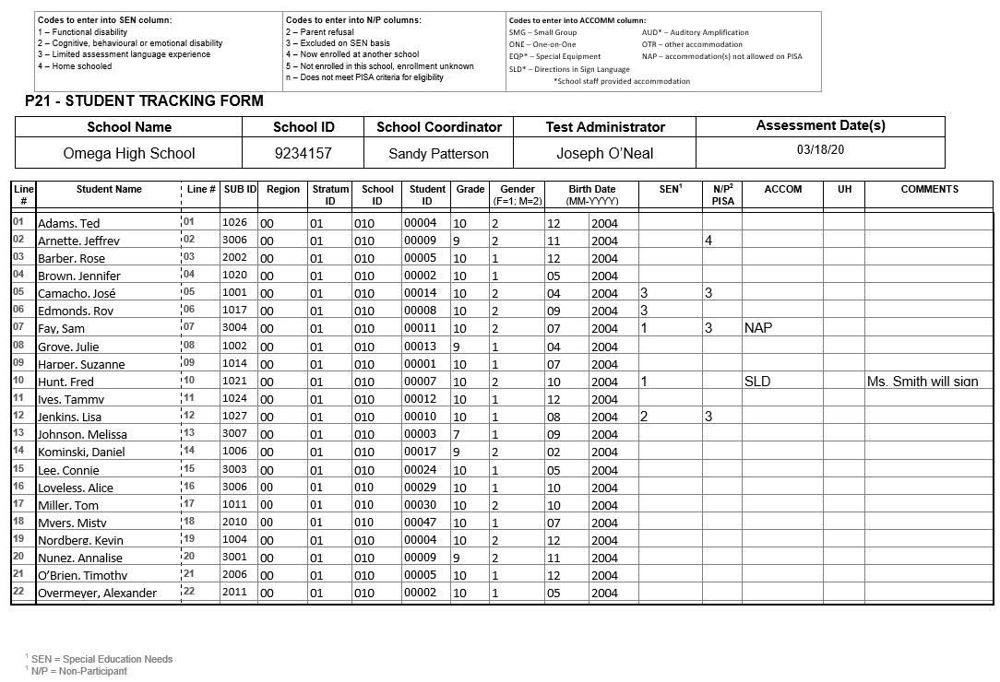 Codes to enter into SEN column:
1 – Functional disability
2 – Cognitive, behavioural or emotional disability
3 – Limited assessment language experience
4 – Home schooled
Codes to enter into N/P columns:
2 – Parent refusal
3 – Excluded on SEN basis
4 – Now enrolled at another school
5 – Not enrolled in this school, enrollment unknown
n – Does not meet PISA criteria for eligibility
Codes to enter into ACCOMM column:
SMG – Small Group AUD* – Auditory Amplification
ONE – One-on-One OTR – other accommodation
EQP* – Special Equipment NAP – accommodation(s) not allowed on PISA
SLD* – Directions in Sign Language
*School staff provided accommodation
P21 - STUDENT TRACKING FORM
School Name School ID School Coordinator Test Administrator Assessment Date(s)
Omega High School 9234157 Sandy Patterson Joseph O'Neal 03/18/20
Line # Student Name Line # SUB ID Region Stratum ID School ID Student ID Grade Gender (F=1; M=2) Birth Date (MM-YYYY) SEN¹ N/P² PISA ACCOM UH COMMENTS
01 Adams. Ted 01 1026 00 01 010 00004 10 2 12 2004
02 Arnette. Jeffrey 02 3006 00 01 010 00009 9 2 11 2004 4
03 Barber. Rose 03 2002 00 01 010 00005 10 1 12 2004
04 Brown. Jennifer 04 1020 00 01 010 00002 10 1 05 2004
05 Camacho. José 05 1001 00 01 010 00014 10 2 04 2004 3 3
06 Edmonds. Roy 06 1017 00 01 010 00008 10 2 09 2004 3
07 Fay, Sam 07 3004 00 01 010 00011 10 2 07 2004 1 3 NAP
08 Grove. Julie 08 1002 00 01 010 00013 9 1 04 2004
09 Harper. Suzanne 09 1014 00 01 010 00001 10 1 07 2004
10 Hunt. Fred 10 1021 00 01 010 00007 10 2 10 2004 1 SLD Ms. Smith will sign
11 Ives. Tammy 11 1024 00 01 010 00012 10 1 12 2004
12 Jenkins. Lisa 12 1027 00 01 010 00010 10 1 08 2004 2 3
13 Johnson. Melissa 13 3007 00 01 010 00003 7 1 09 2004
14 Kominski, Daniel 14 1006 00 01 010 00017 9 2 02 2004
15 Lee. Connie 15 3003 00 01 010 00024 10 1 05 2004
16 Loveless. Alice 16 3006 00 01 010 00029 10 1 10 2004
17 Miller. Tom 17 1011 00 01 010 00030 10 2 10 2004
18 Myers. Misty 18 2010 00 01 010 00047 10 1 07 2004
19 Nordberg. Kevin 19 1004 00 01 010 00004 10 2 12 2004
20 Nunez. Annalise 20 3001 00 01 010 00009 9 2 11 2004
21 O'Brien. Timothy 21 2006 00 01 010 00005 10 1 12 2004
22 Overmeyer, Alexander 22 2011 00 01 010 00002 10 1 05 2004
¹ SEN = Special Education Needs
¹ N/P = Non-Participant